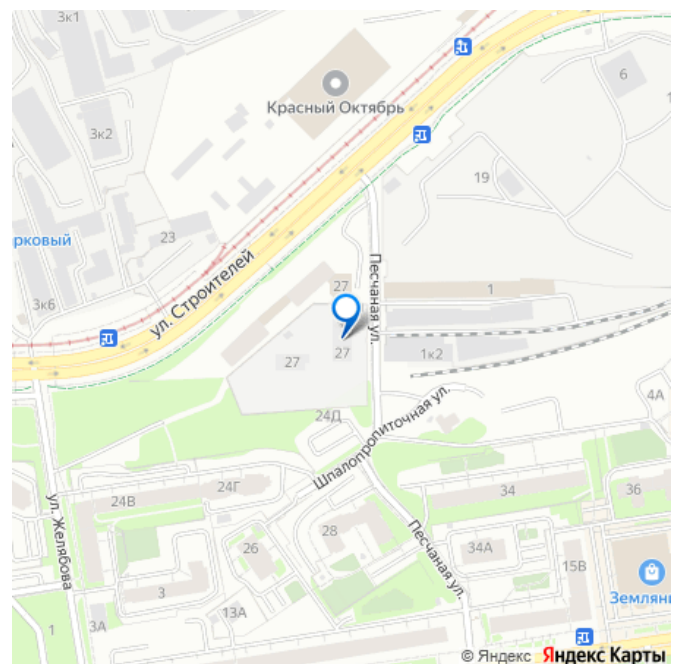 3к1
6
Красный Октябрь
3к2
19
23
рковый
Песчаная ул.
27
1
3к6
ул. Строителей
27
27
1к2
24Д
Шпалопропиточная ул.
4А
24В
24Г
34
36
ул. Желябова
28
Песчаная ул.
26
34А
15В
3
13А
Земляни
1
3А
© Яндекс Яндекс Карты